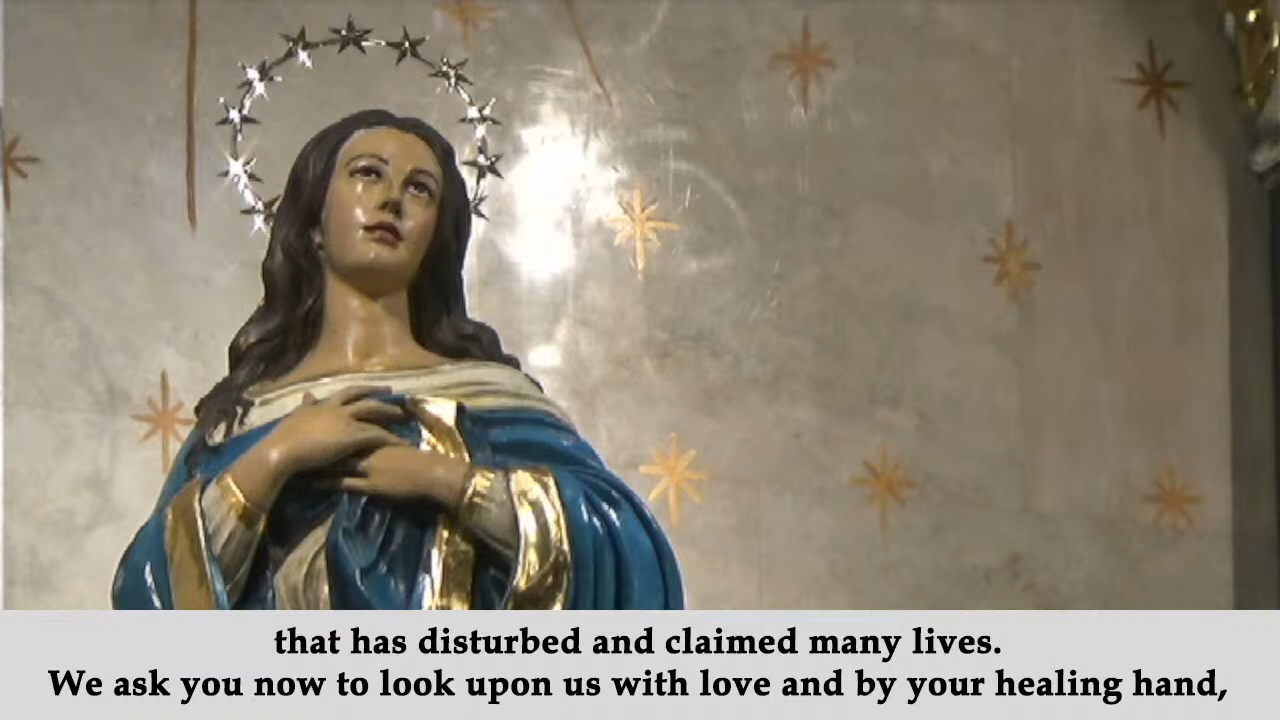 that has disturbed and claimed many lives.
We ask you now to look upon us with love and by your healing hand,